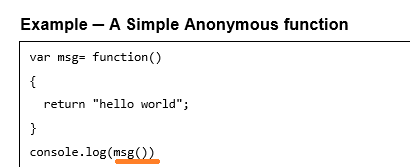 Example — A Simple Anonymous function
var msg= function()
{
return "hello world";
}
console.log(msg())